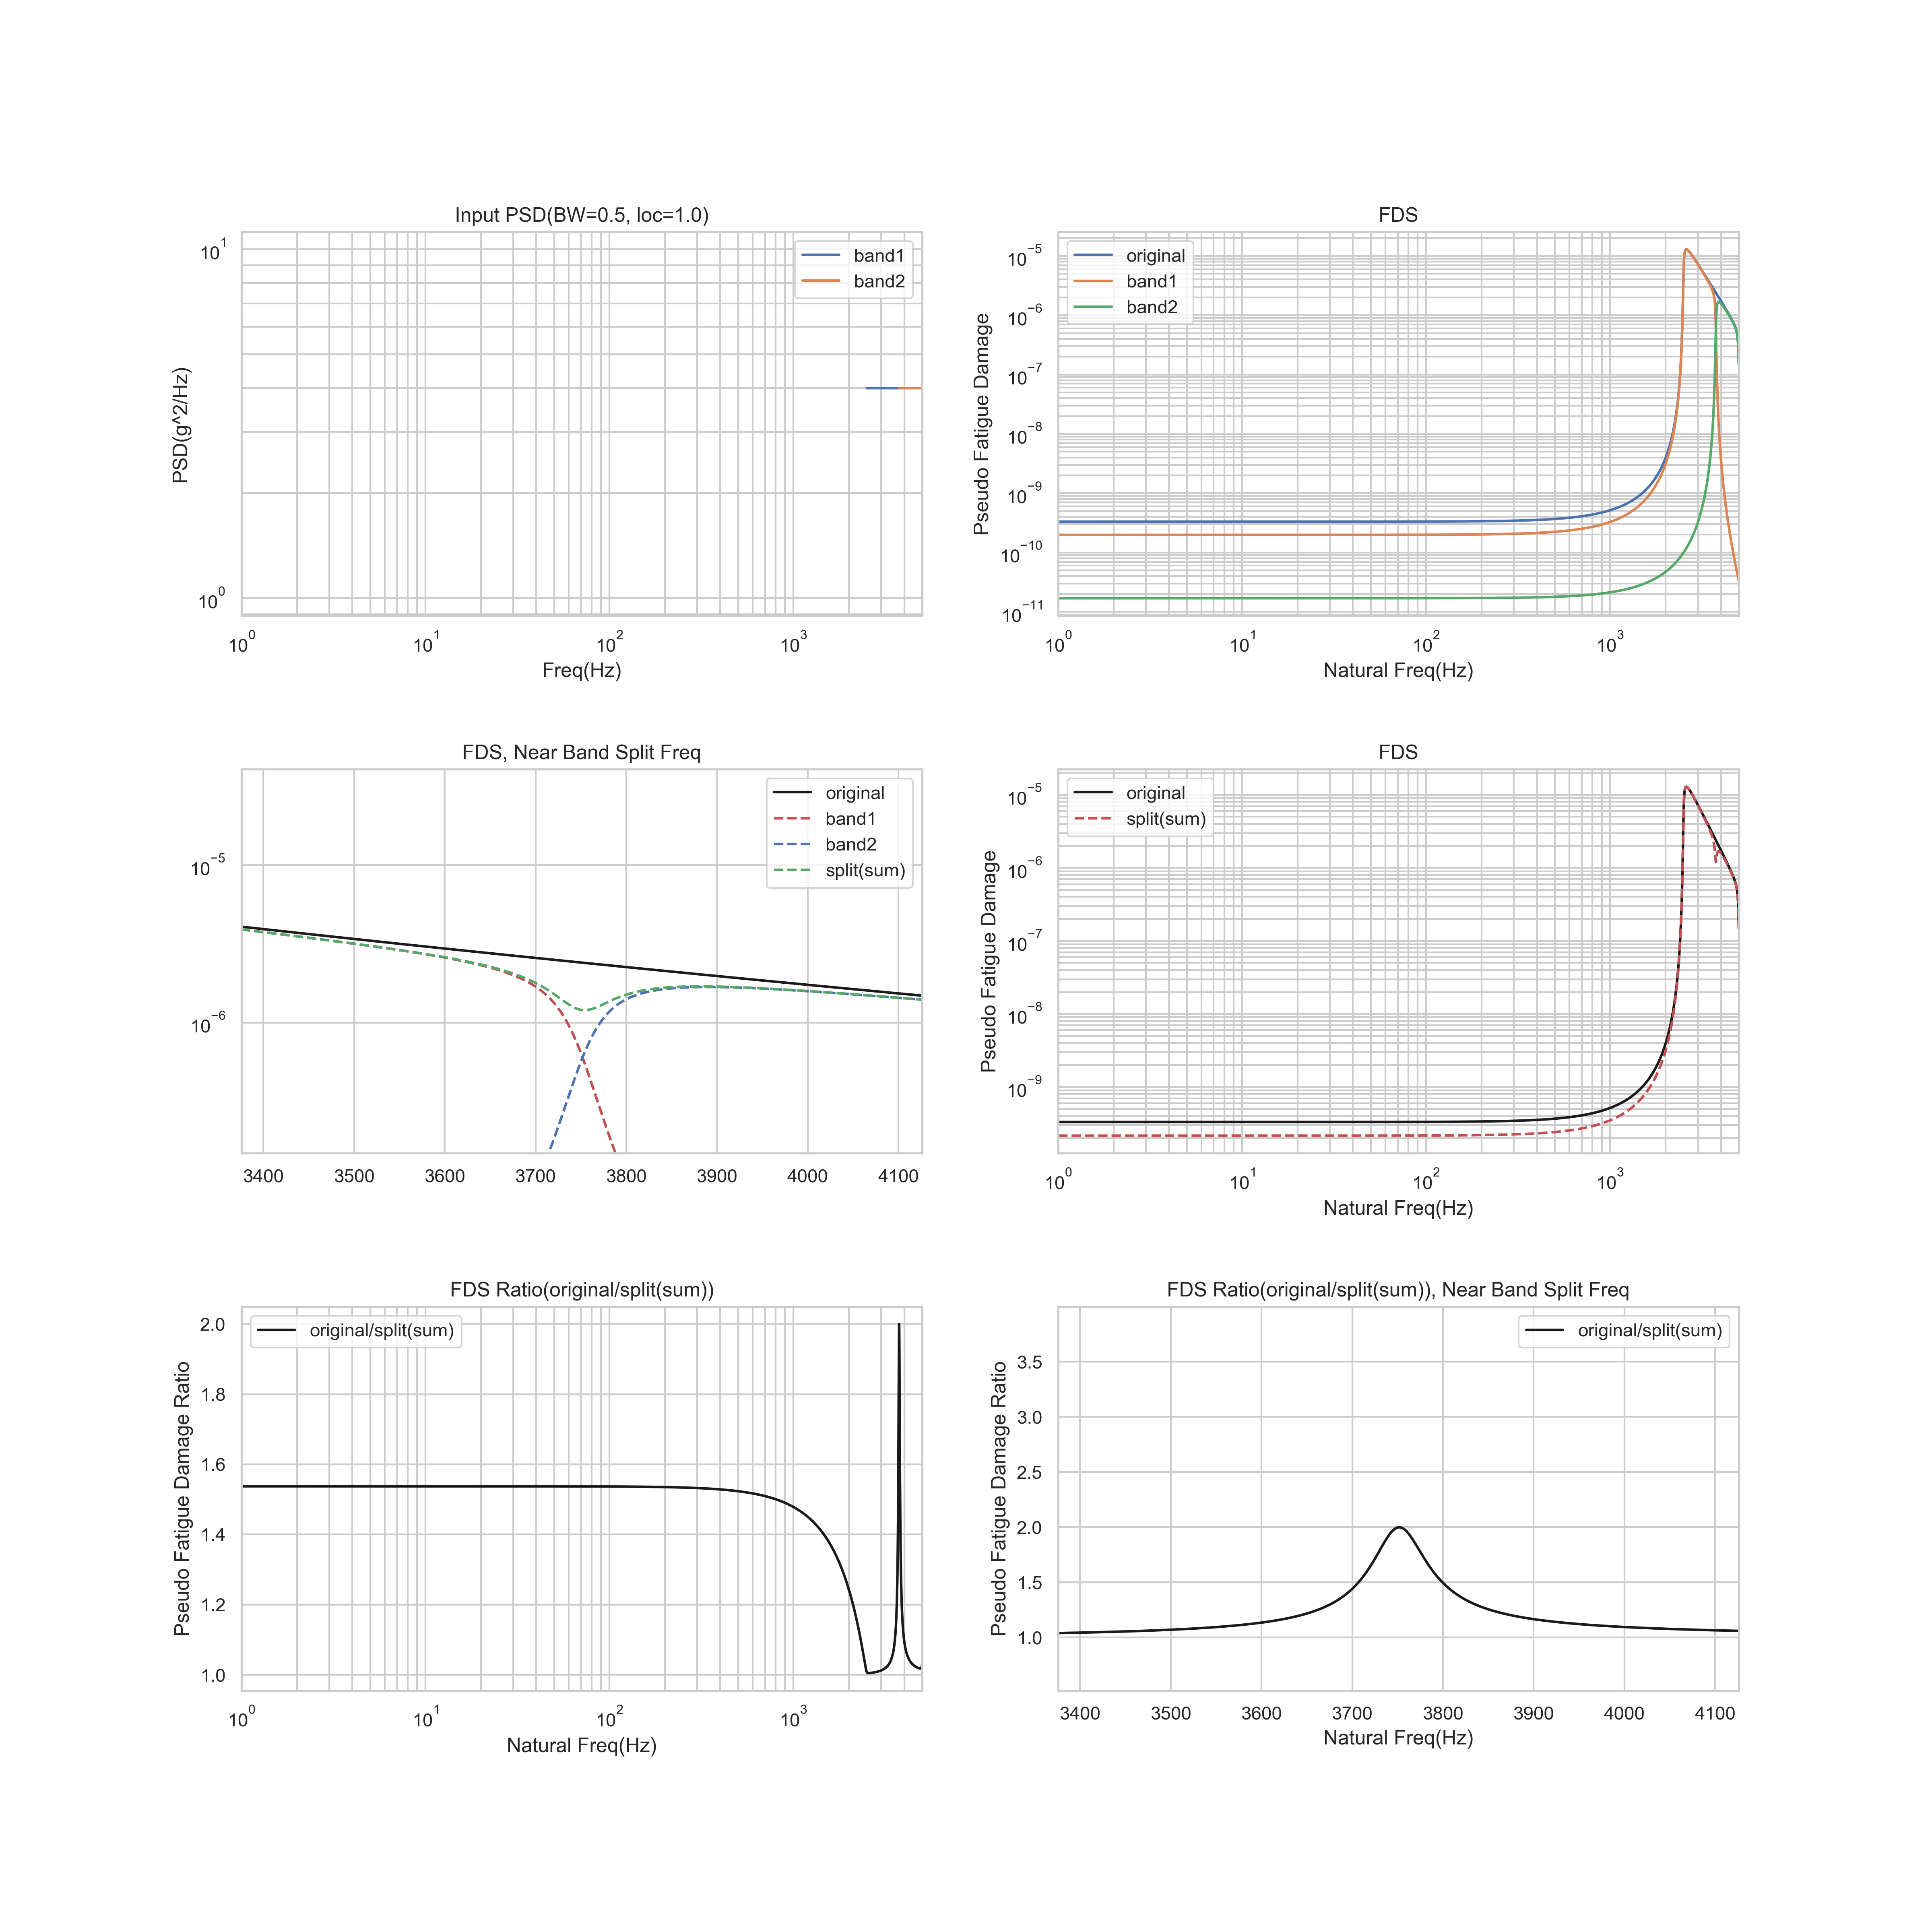 Input PSD(BW=0.5, loc=1.0)
PSD(g^2/Hz)
10^1
10^0
band1
band2
10^0 10^1 10^2 10^3
Freq(Hz)
FDS
Pseudo Fatigue Damage
10^−5
10^−6
10^−7
10^−8
10^−9
10^−10
10^−11
original
band1
band2
10^0 10^1 10^2 10^3
Natural Freq(Hz)
FDS, Near Band Split Freq
10^−5
10^−6
original
band1
band2
split(sum)
3400 3500 3600 3700 3800 3900 4000 4100
FDS
Pseudo Fatigue Damage
10^−5
10^−6
10^−7
10^−8
10^−9
original
split(sum)
10^0 10^1 10^2 10^3
Natural Freq(Hz)
FDS Ratio(original/split(sum))
Pseudo Fatigue Damage Ratio
2.0
1.8
1.6
1.4
1.2
1.0
original/split(sum)
10^0 10^1 10^2 10^3
Natural Freq(Hz)
FDS Ratio(original/split(sum)), Near Band Split Freq
Pseudo Fatigue Damage Ratio
3.5
3.0
2.5
2.0
1.5
1.0
original/split(sum)
3400 3500 3600 3700 3800 3900 4000 4100
Natural Freq(Hz)